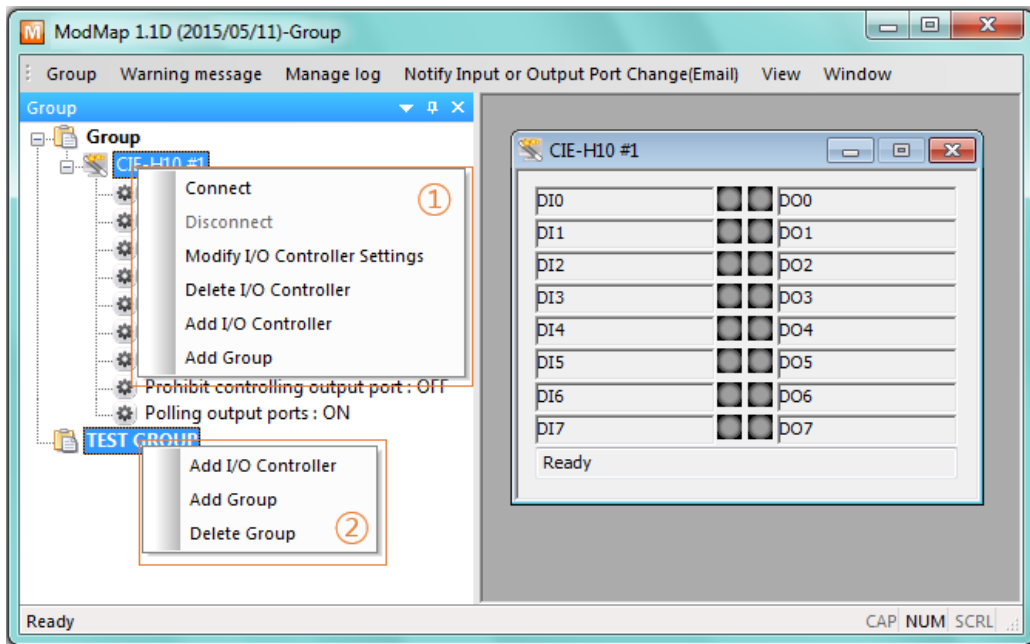 ModMap 1.1D (2015/05/11)-Group
Group Warning message Manage log Notify Input or Output Port Change(Email) View Window
Group
Group
CIE-H10 #1
Connect
①
Disconnect
Modify I/O Controller Settings
Delete I/O Controller
Add I/O Controller
Add Group
Prohibit controlling output port : OFF
Polling output ports : ON
TEST GROUP
Add I/O Controller
Add Group
Delete Group
②
CIE-H10 #1
DI0 DO0
DI1 DO1
DI2 DO2
DI3 DO3
DI4 DO4
DI5 DO5
DI6 DO6
DI7 DO7
Ready
Ready
CAP NUM SCRL